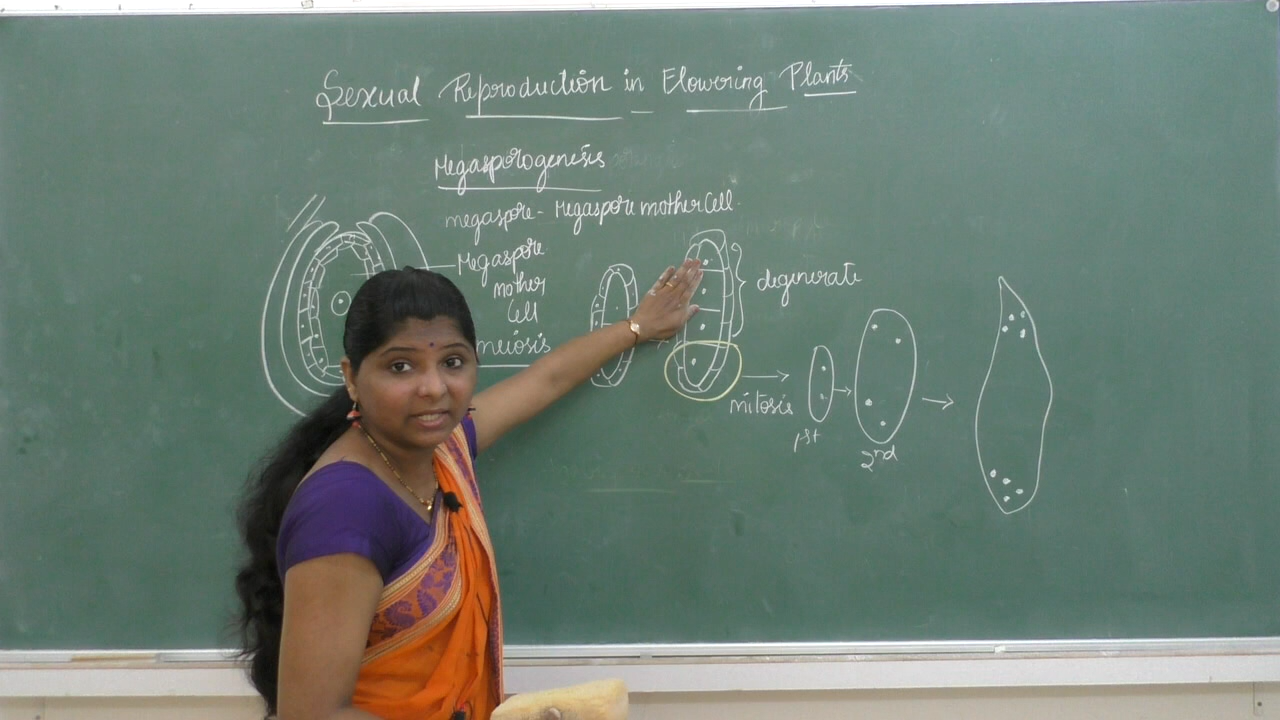 Sexual Reproduction in Flowering Plants
Megasporogenesis
megaspore - Megaspore mother Cell
Megaspore
mother
Cell
meiosis
degenerate
mitosis
1st
2nd